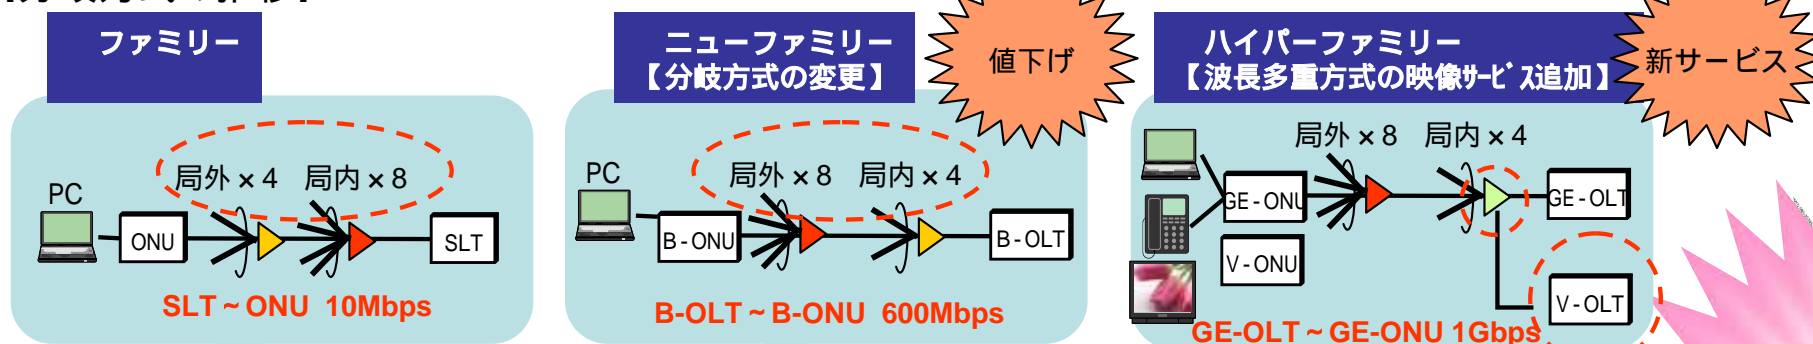 ファミリー
PC
局外×4 局内×8
ONU
SLT
SLT～ONU 10Mbps
ニューファミリー
【分岐方式の変更】
値下げ
PC
局外×8 局内×4
B-ONU
B-OLT
B-OLT～B-ONU 600Mbps
ハイパーファミリー
【波長多重方式の映像ｻｰﾋﾞｽ追加】
新サービス
局外×8 局内×4
GE-ONU
GE-OLT
V-ONU
V-OLT
GE-OLT～GE-ONU 1Gbps